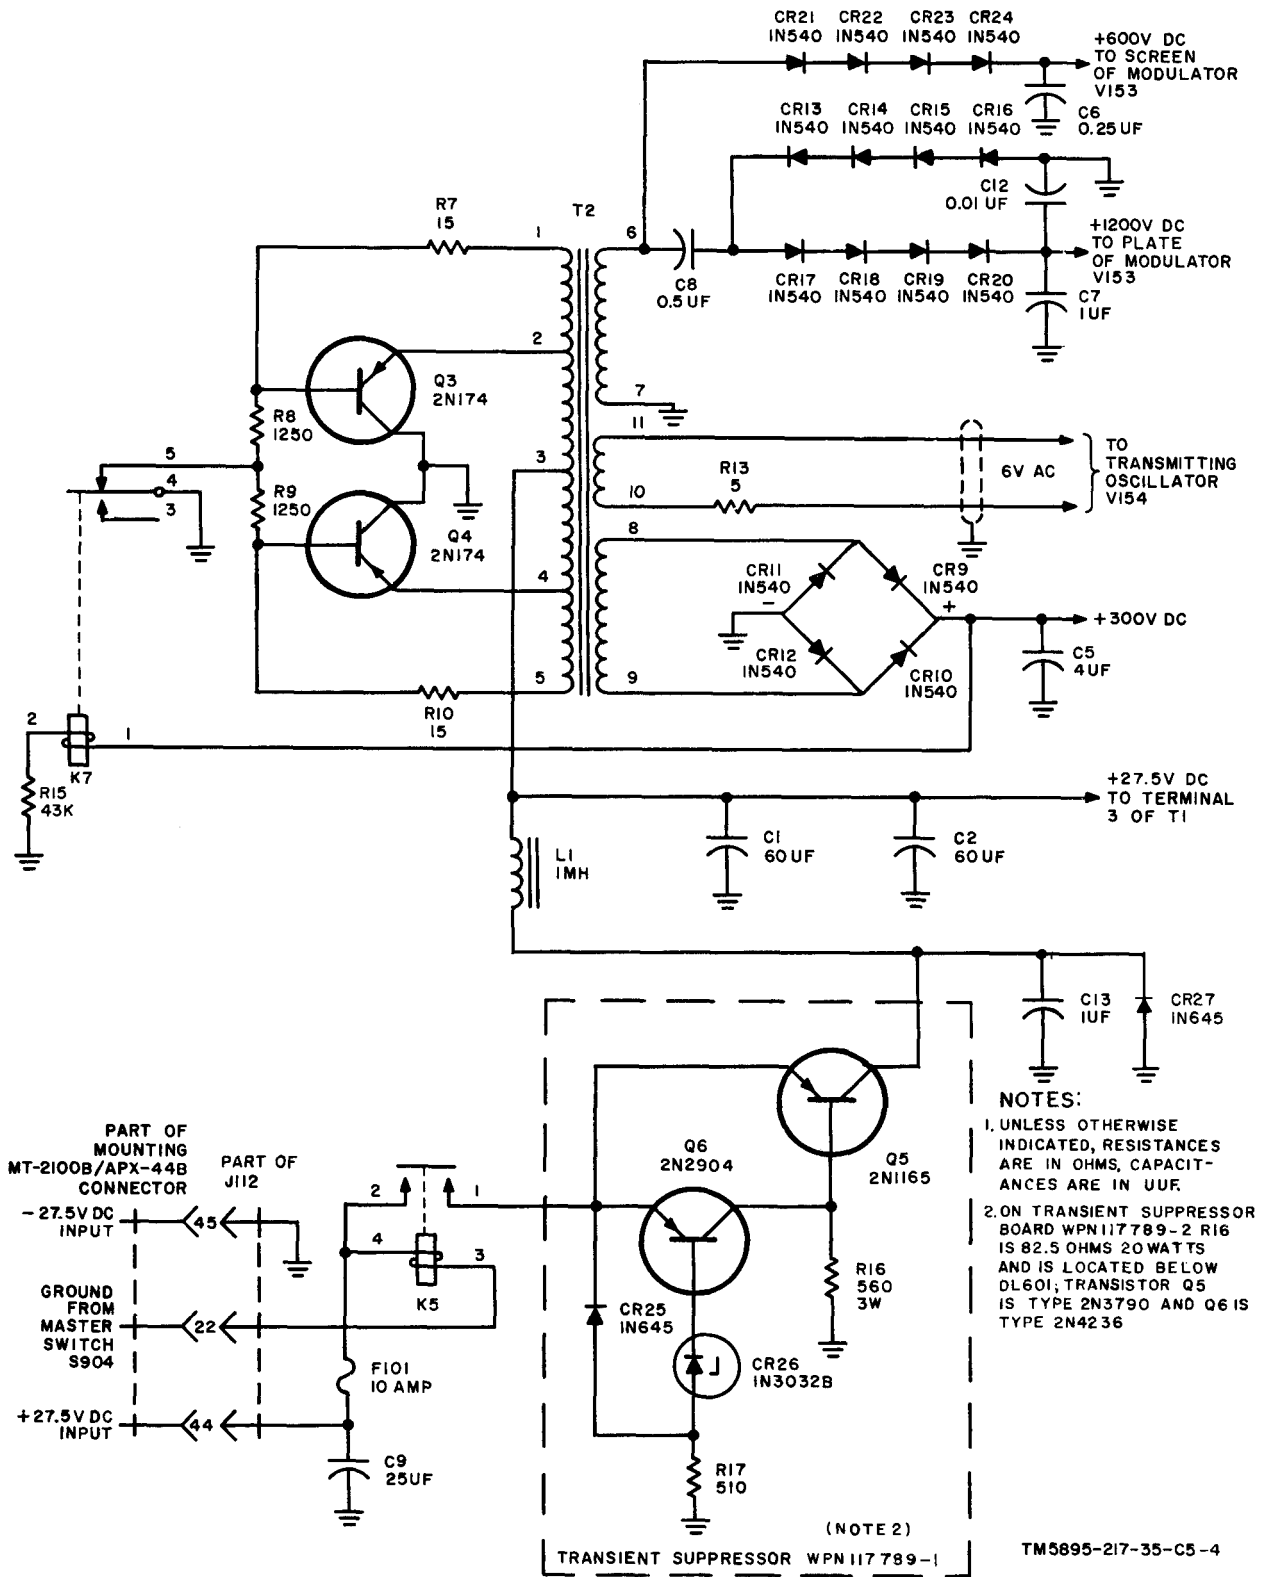 CR21 CR22 CR23 CR24
IN540 IN540 IN540 IN540
+600V DC
TO SCREEN
OF MODULATOR
V153
C6
0.25UF
CR13 CR14 CR15 CR16
IN540 IN540 IN540 IN540
C12
0.01 UF
+1200V DC
TO PLATE
OF MODULATOR
V153
CR17 CR18 CR19 CR20
IN540 IN540 IN540 IN540
C7
1UF
C8
0.5UF
R7
15
T2
1
2
3
4
5
6
7
11
10
8
9
Q3
2N174
R8
1250
R9
1250
Q4
2N174
5
4
3
R13
5
6V AC
TO
TRANSMITTING
OSCILLATOR
V154
CR11
IN540
CR9
IN540
-
+
CR12
IN540
CR10
IN540
+300V DC
C5
4UF
R10
15
2
1
K7
R15
43K
+27.5V DC
TO TERMINAL
3 OF T1
C1
60UF
C2
60UF
L1
1MH
C13
1UF
CR27
IN645
NOTES:
1. UNLESS OTHERWISE
INDICATED, RESISTANCES
ARE IN OHMS, CAPACIT-
ANCES ARE IN UUF.
2. ON TRANSIENT SUPPRESSOR
BOARD WPN117789-2 R16
IS 82.5 OHMS 20WATTS
AND IS LOCATED BELOW
DL601; TRANSISTOR Q5
IS TYPE 2N3790 AND Q6 IS
TYPE 2N4236
PART OF
MOUNTING
MT-2100B/APX-44B
CONNECTOR
PART OF
J112
-27.5V DC
INPUT
45
GROUND
FROM
MASTER
SWITCH
S904
22
+27.5V DC
INPUT
44
2
1
4
3
K5
F101
10 AMP
C9
25UF
Q6
2N2904
Q5
2N1165
R16
560
3W
CR25
IN645
CR26
IN3032B
R17
510
(NOTE 2)
TRANSIENT SUPPRESSOR WPN117789-1
TM5895-217-35-C5-4